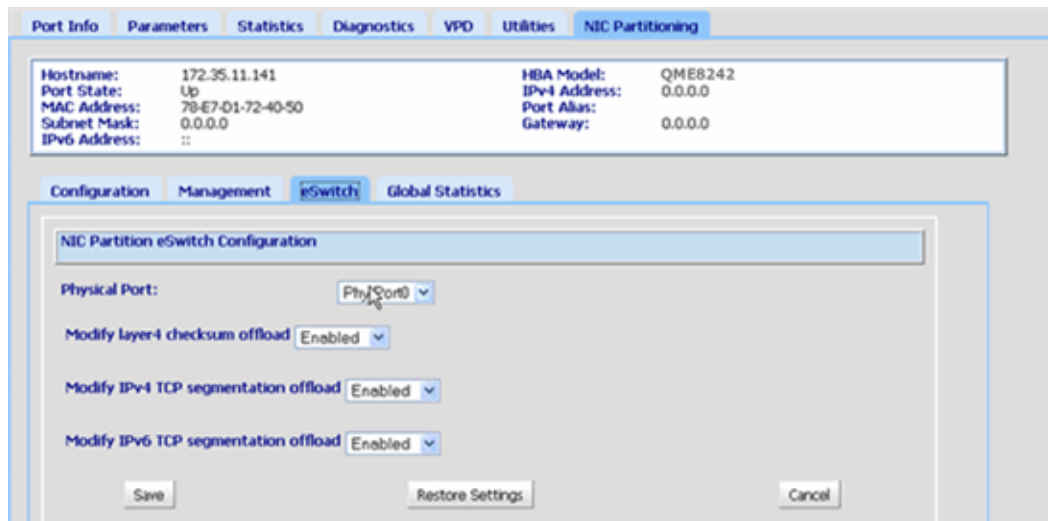 Port Info Parameters Statistics Diagnostics VPD Utilities NIC Partitioning
Hostname: 172.35.11.141 HBA Model: QME8242
Port State: Up IPv4 Address: 0.0.0.0
MAC Address: 78-E7-D1-72-40-50 Port Alias:
Subnet Mask: 0.0.0.0 Gateway: 0.0.0.0
IPv6 Address: ::
Configuration Management eSwitch Global Statistics
NIC Partition eSwitch Configuration
Physical Port: PhyPort0
Modify layer4 checksum offload Enabled
Modify IPv4 TCP segmentation offload Enabled
Modify IPv6 TCP segmentation offload Enabled
Save Restore Settings Cancel